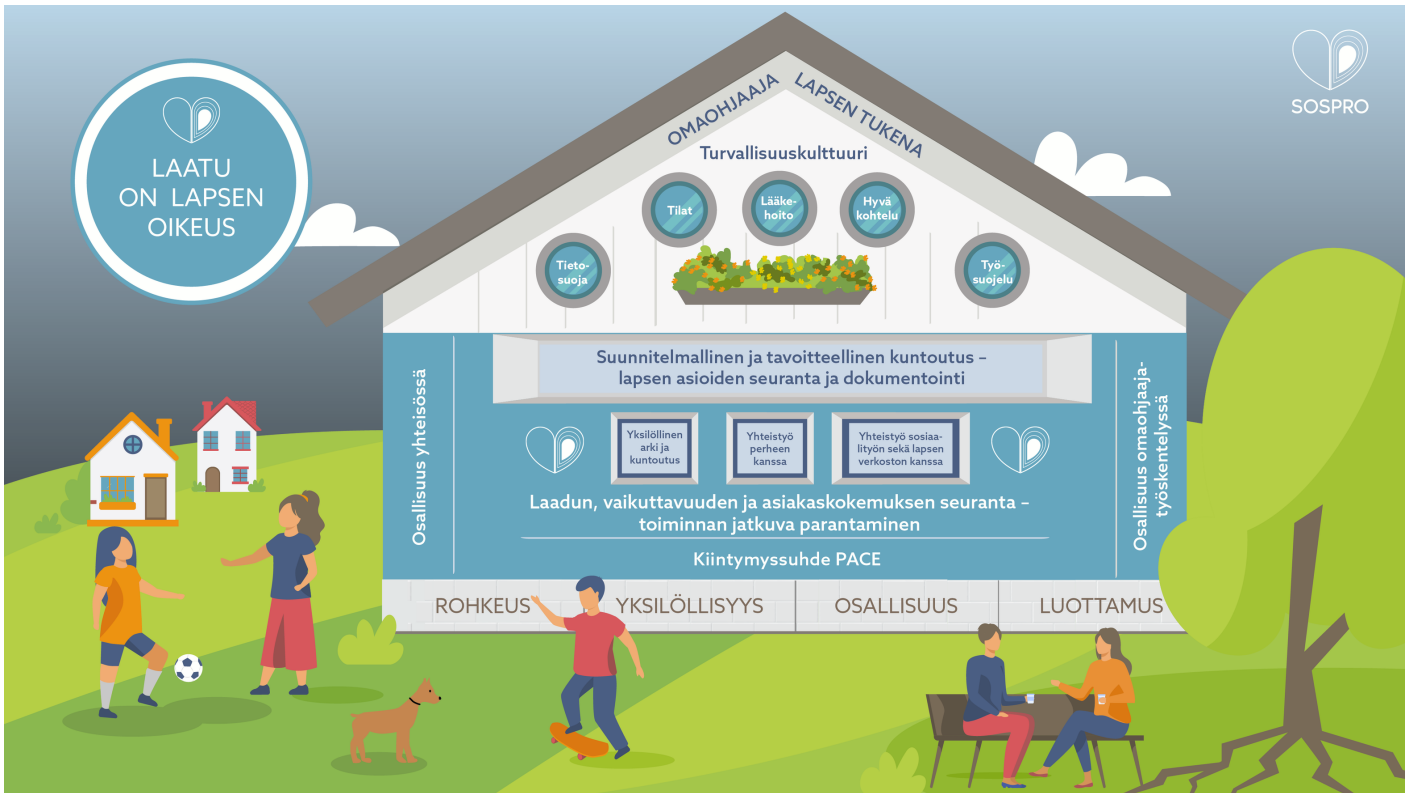 LAATU
ON LAPSEN
OIKEUS
SOSPRO
OMAOHJAAJA
LAPSEN TUKENA
Turvallisuuskulttuuri
Tieto-
suoja
Tilat
Lääke-
hoito
Hyvä
kohtelu
Työ-
suojelu
Osallisuus yhteisössä
Suunnitelmallinen ja tavoitteellinen kuntoutus –
lapsen asioiden seuranta ja dokumentointi
Yksilöllinen
arki ja
kuntoutus
Yhteistyö
perheen
kanssa
Yhteistyö sosiaa-
lityön sekä lapsen
verkoston kanssa
Laadun, vaikuttavuuden ja asiakaskokemuksen seuranta –
toiminnan jatkuva parantaminen
Kiintymyssuhde PACE
Osallisuus omaohjaaja-
työskentelyssä
ROHKEUS
YKSILÖLLISYYS
OSALLISUUS
LUOTTAMUS